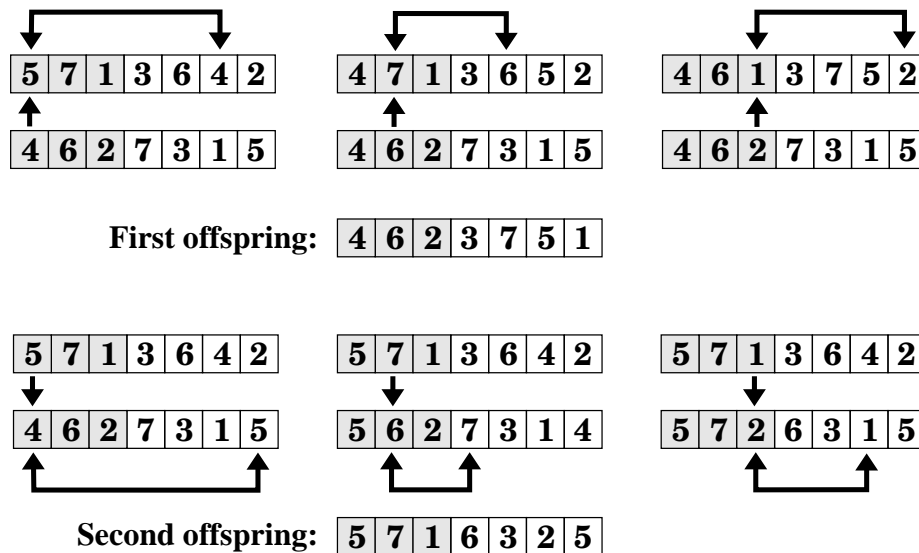 5 7 1 3 6 4 2 4 7 1 3 6 5 2 4 6 1 3 7 5 2
4 6 2 7 3 1 5 4 6 2 7 3 1 5 4 6 2 7 3 1 5
First offspring: 4 6 2 3 7 5 1
5 7 1 3 6 4 2 5 7 1 3 6 4 2 5 7 1 3 6 4 2
4 6 2 7 3 1 5 5 6 2 7 3 1 4 5 7 2 6 3 1 5
Second offspring: 5 7 1 6 3 2 5